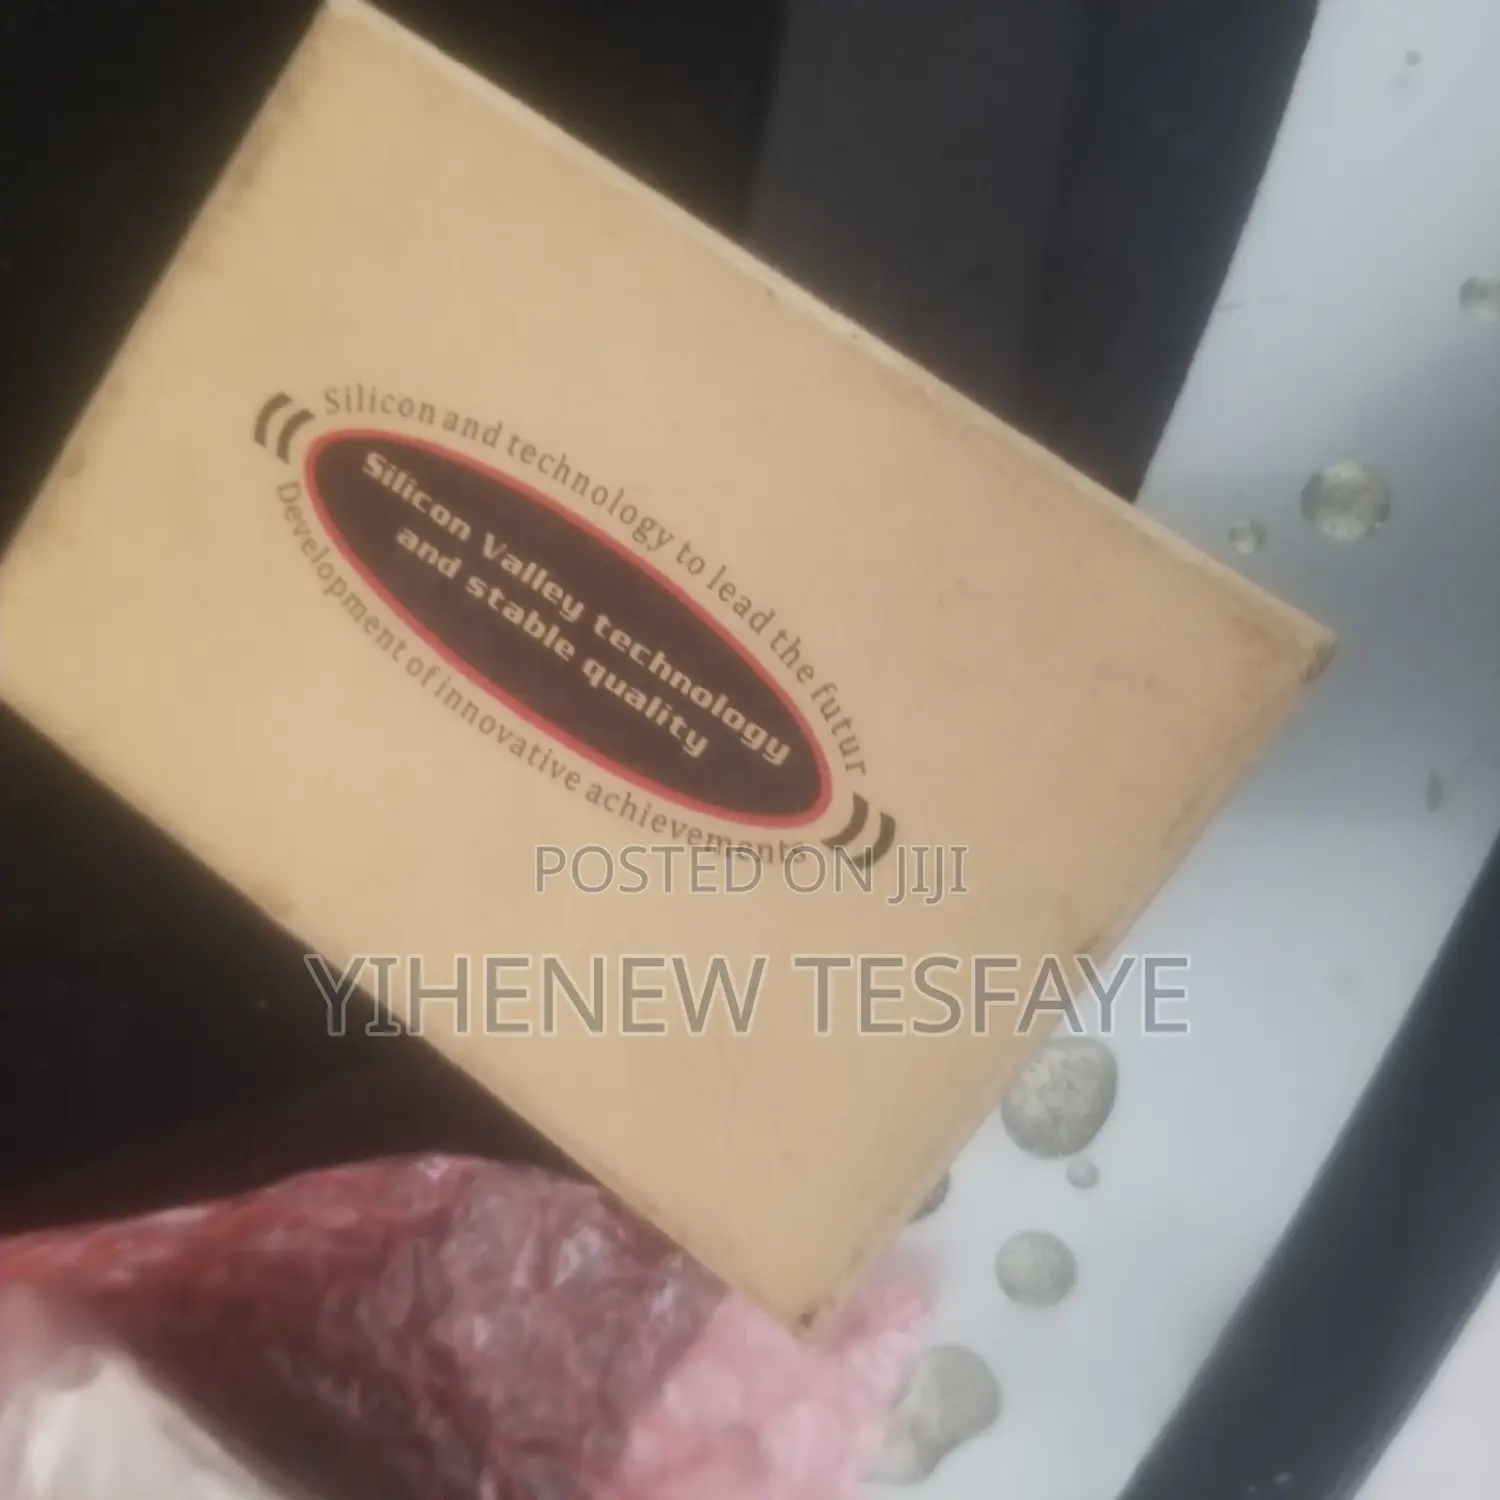 Silicon and technology to lead the futur
Silicon Valley technology
and stable quality
Development of innovative achievements
POSTED ON JIJI
YIHENEW TESFAYE